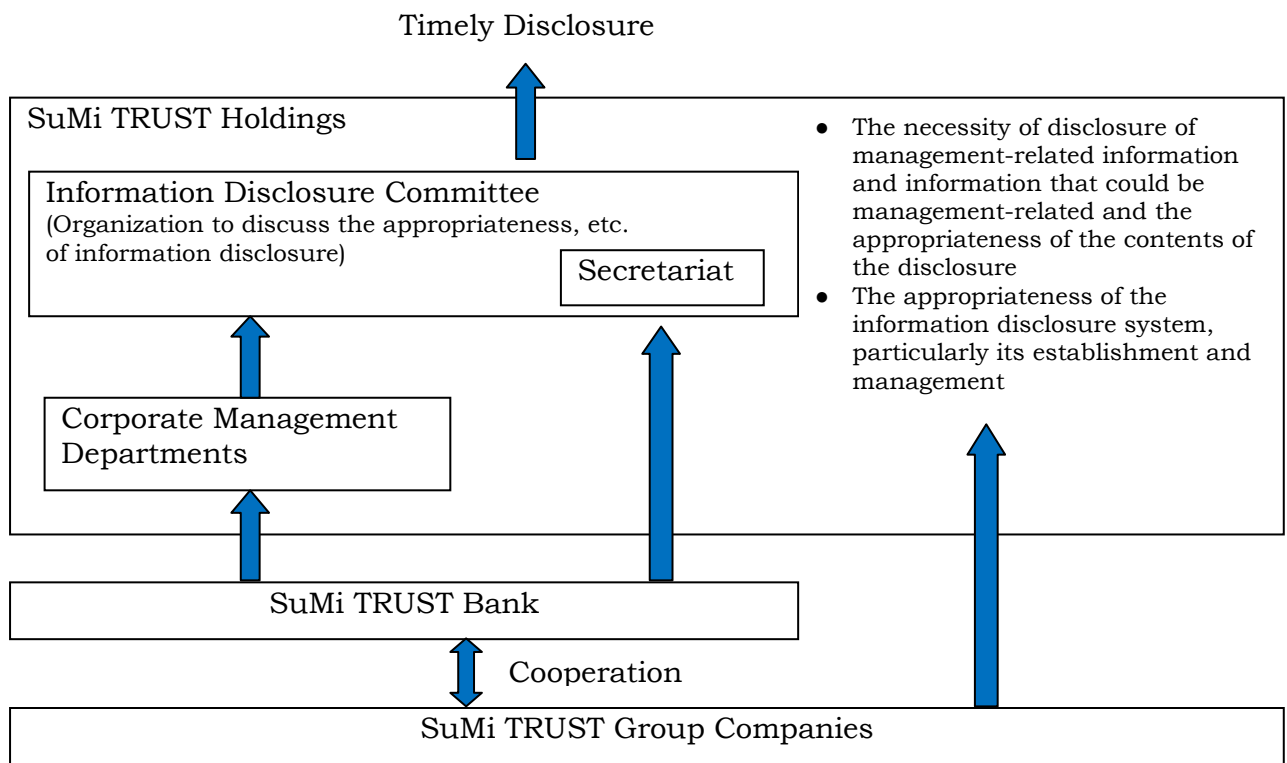 Timely Disclosure
SuMi TRUST Holdings
Information Disclosure Committee
(Organization to discuss the appropriateness, etc.
of information disclosure)
Secretariat
● The necessity of disclosure of
management-related information
and information that could be
management-related and the
appropriateness of the contents of
the disclosure
● The appropriateness of the
information disclosure system,
particularly its establishment and
management
Corporate Management
Departments
SuMi TRUST Bank
Cooperation
SuMi TRUST Group Companies